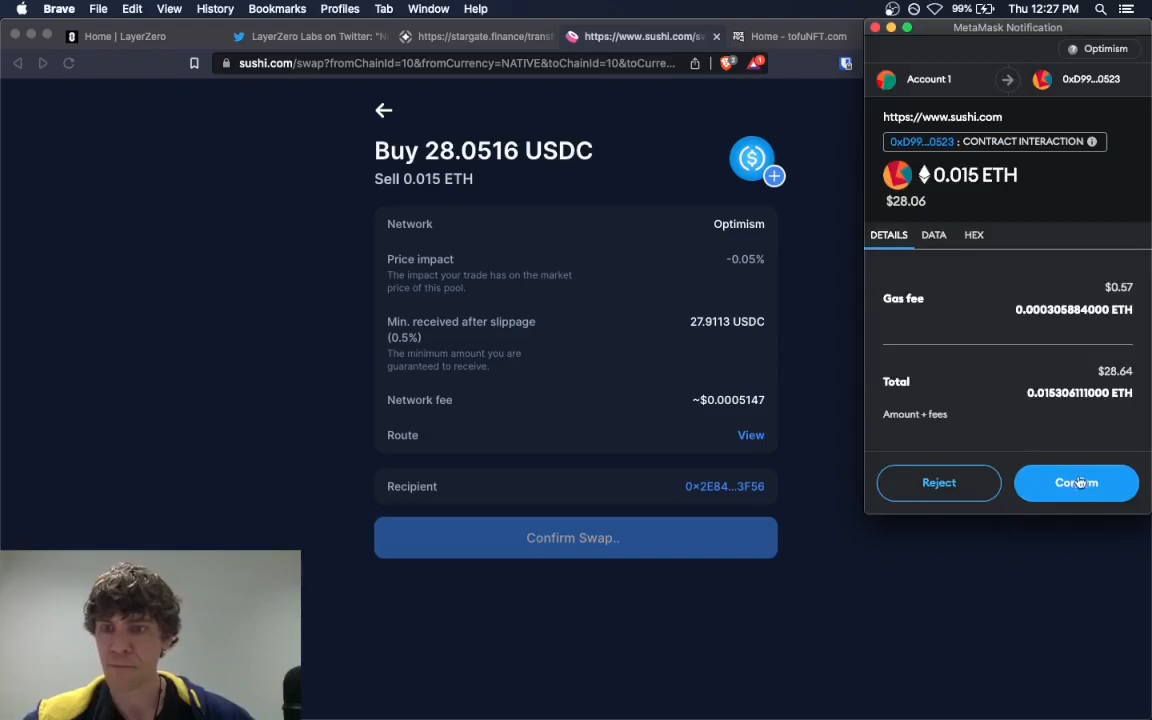 Brave File Edit View History Bookmarks Profiles Tab Window Help 99% Thu 12:27 PM
Home | LayerZero
LayerZero Labs on Twitter: "N
https://stargate.finance/trans
https://www.sushi.com/s
Home - tofuNFT.com
sushi.com/swap?fromChainId=10&fromCurrency=NATIVE&toChainId=10&toCurre...
Buy 28.0516 USDC
Sell 0.015 ETH
Network Optimism
Price impact -0.05%
The impact your trade has on the market
price of this pool.
Min. received after slippage 27.9113 USDC
(0.5%)
The minimum amount you are
guaranteed to receive.
Network fee ~$0.0005147
Route View
Recipient 0x2E84...3F56
Confirm Swap..
MetaMask Notification
Optimism
Account 1 0xD99...0523
https://www.sushi.com
0xD99...0523 : CONTRACT INTERACTION
0.015 ETH
$28.06
DETAILS DATA HEX
$0.57
Gas fee
0.000305884000 ETH
$28.64
Total
0.015306111000 ETH
Amount + fees
Reject Confirm